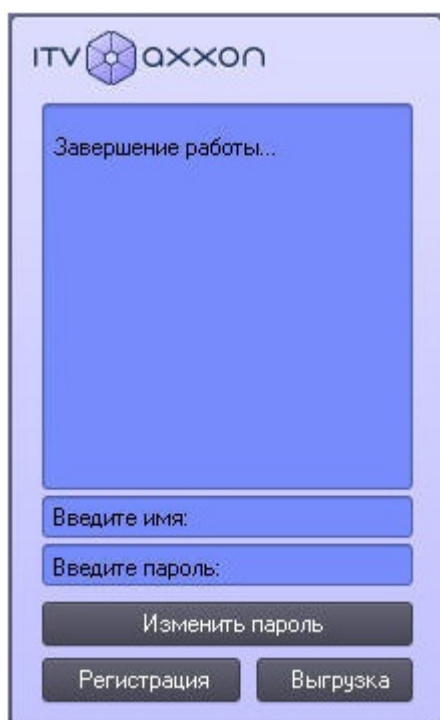 ITV axxon
Завершение работы...
Введите имя:
Введите пароль:
Изменить пароль
Регистрация Выгрузка